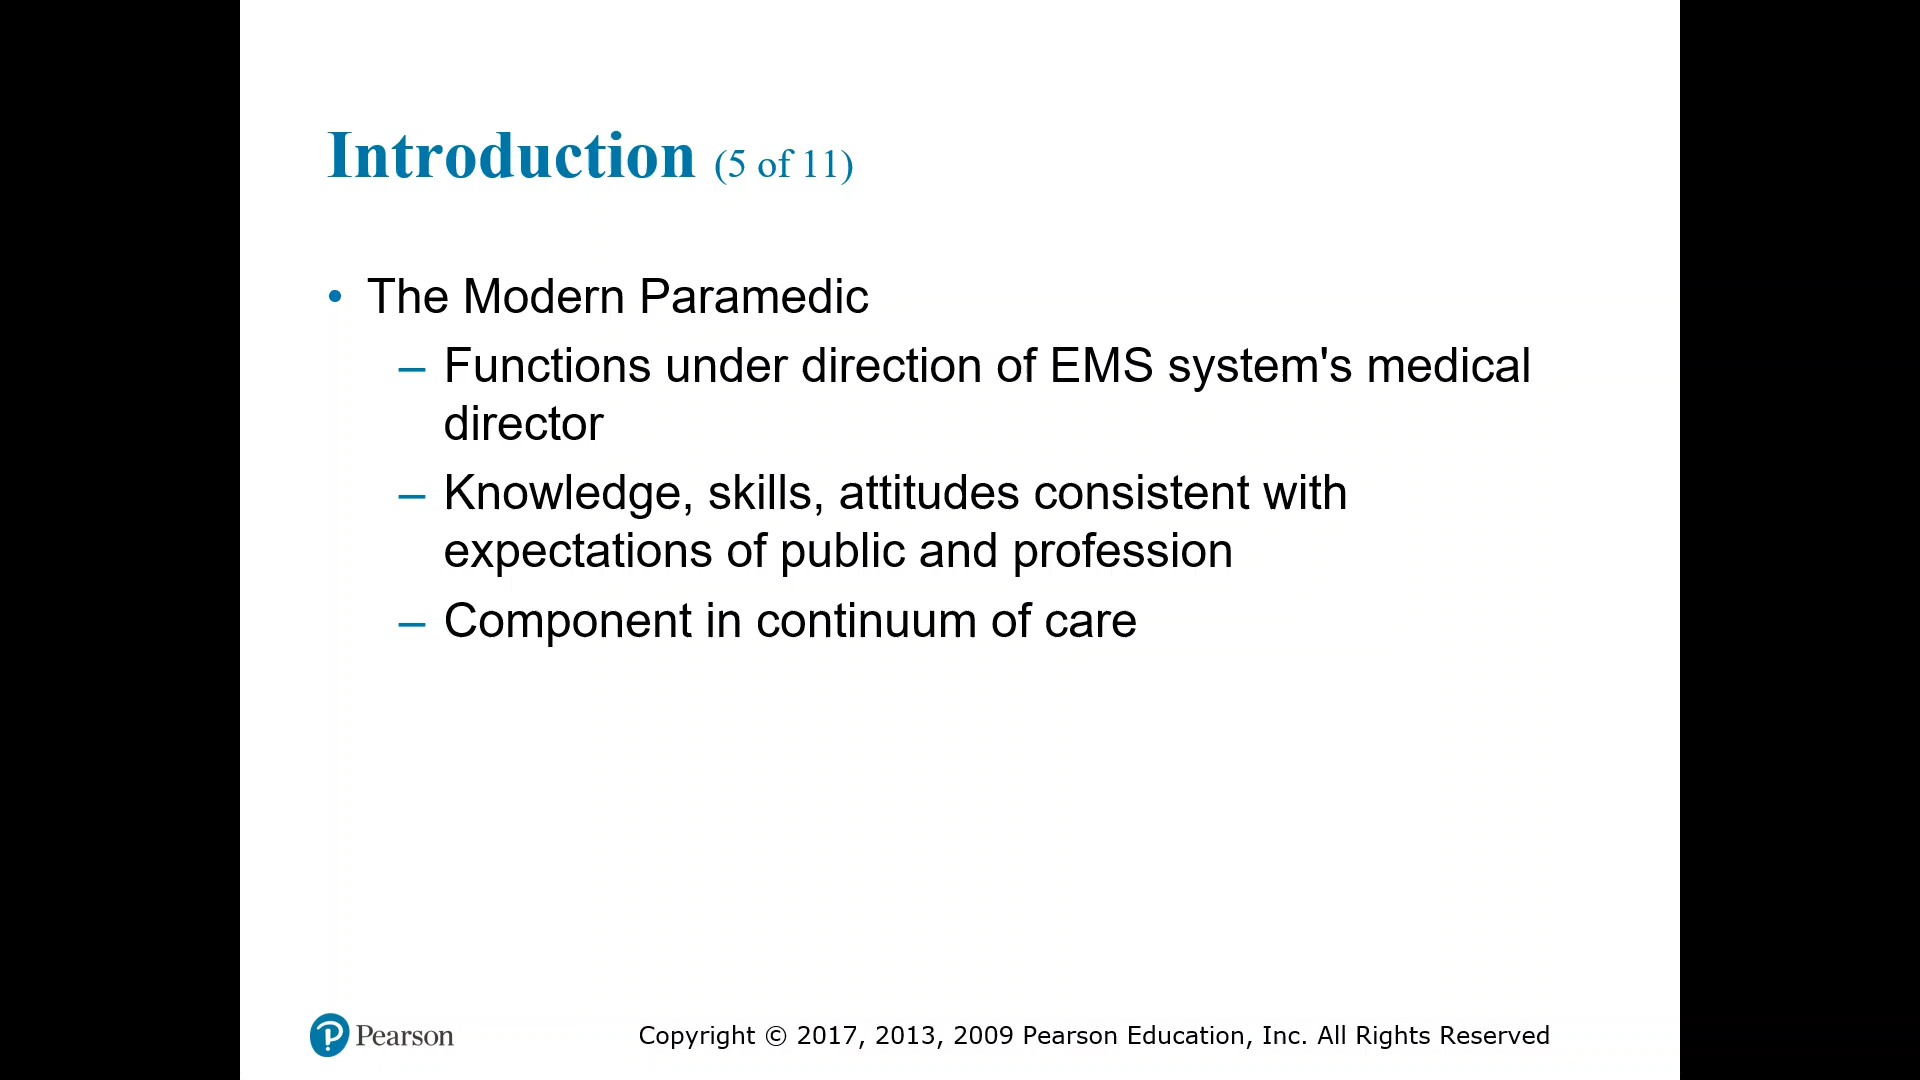 Introduction (5 of 11)
• The Modern Paramedic
– Functions under direction of EMS system's medical
director
– Knowledge, skills, attitudes consistent with
expectations of public and profession
– Component in continuum of care
Pearson
Copyright © 2017, 2013, 2009 Pearson Education, Inc. All Rights Reserved